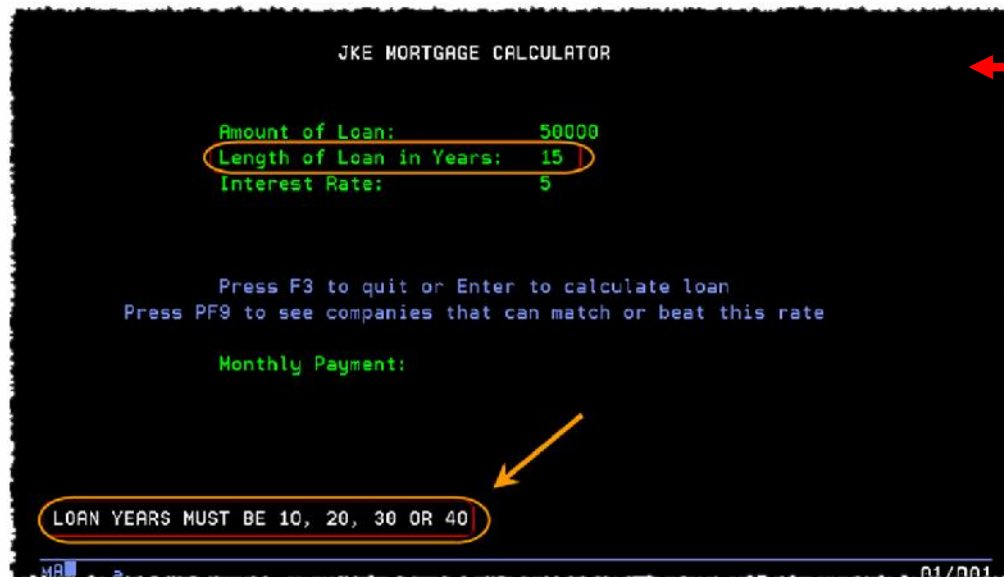 JKE MORTGAGE CALCULATOR
Amount of Loan: 50000
Length of Loan in Years: 15
Interest Rate: 5
Press F3 to quit or Enter to calculate loan
Press PF9 to see companies that can match or beat this rate
Monthly Payment:
LOAN YEARS MUST BE 10, 20, 30 OR 40
MA 01/001